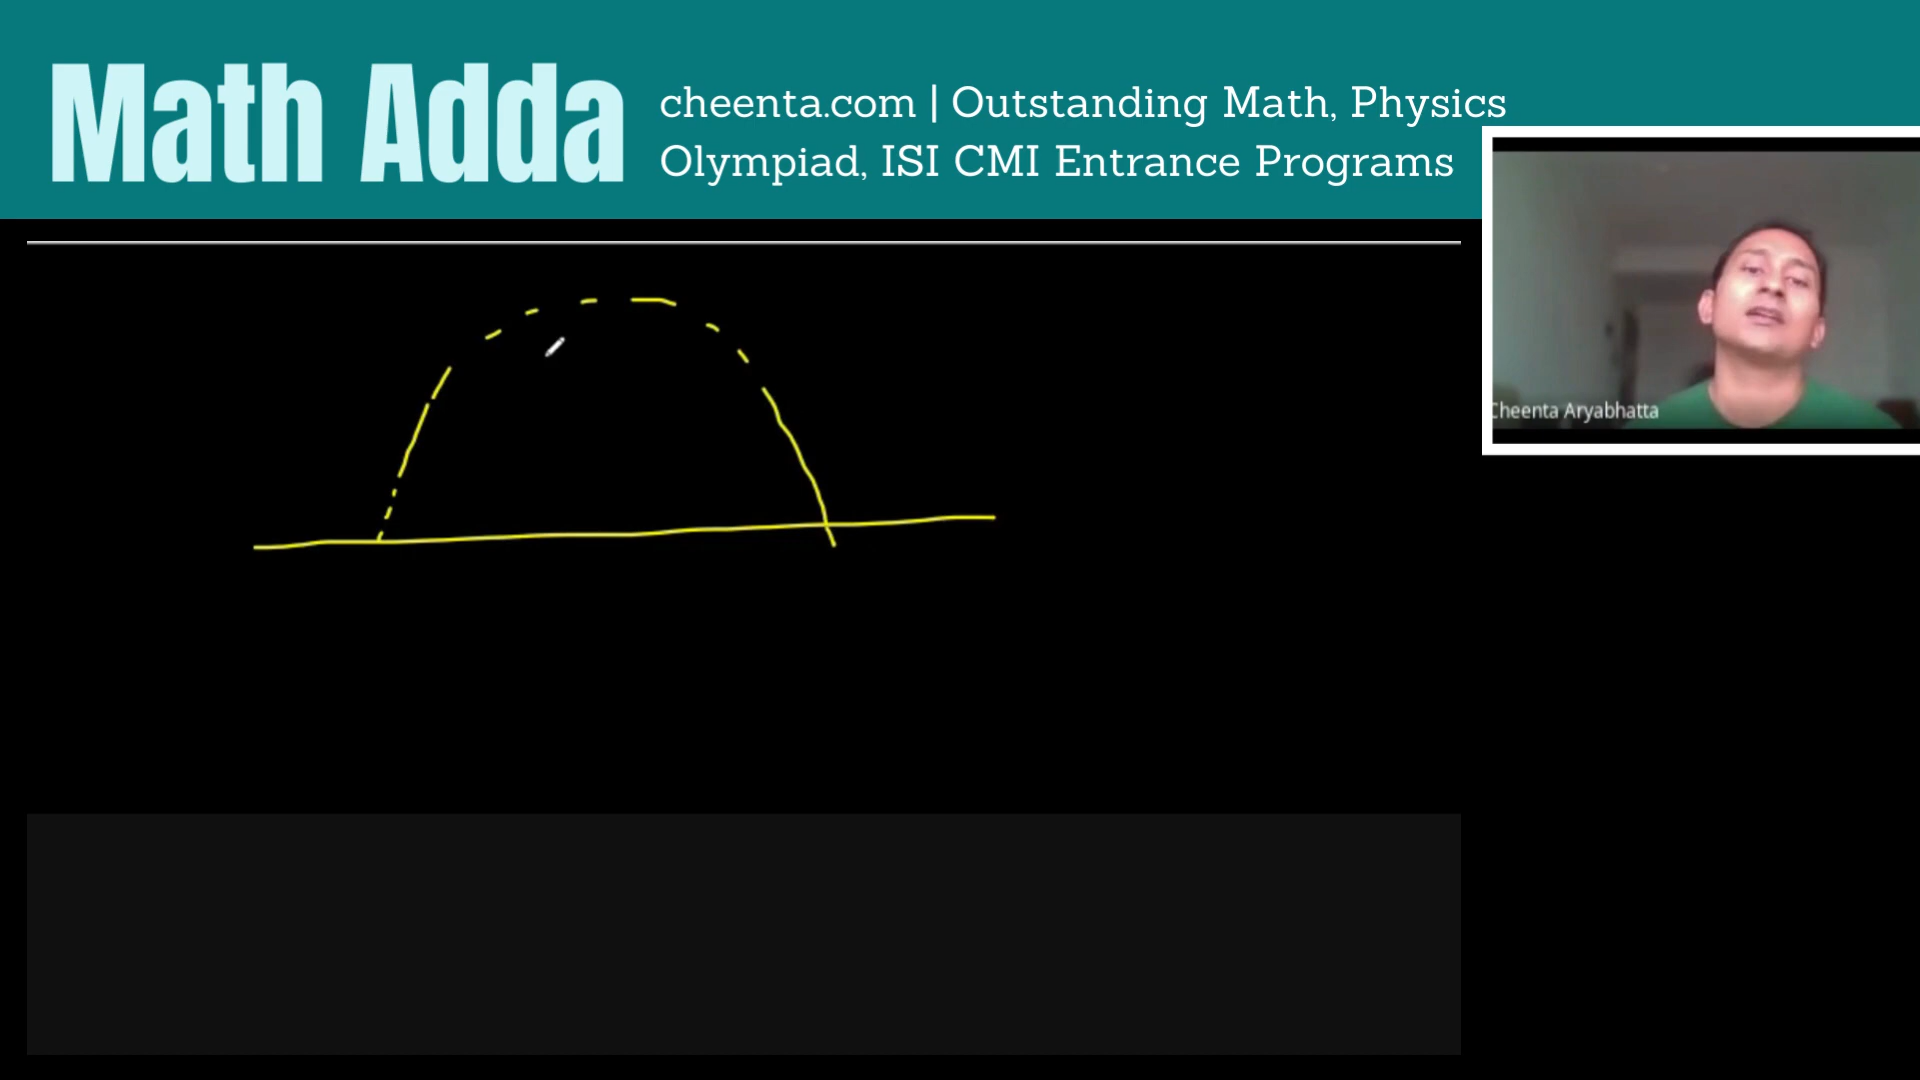 Math Adda
cheenta.com | Outstanding Math, Physics
Olympiad, ISI CMI Entrance Programs
Cheenta Aryabhatta